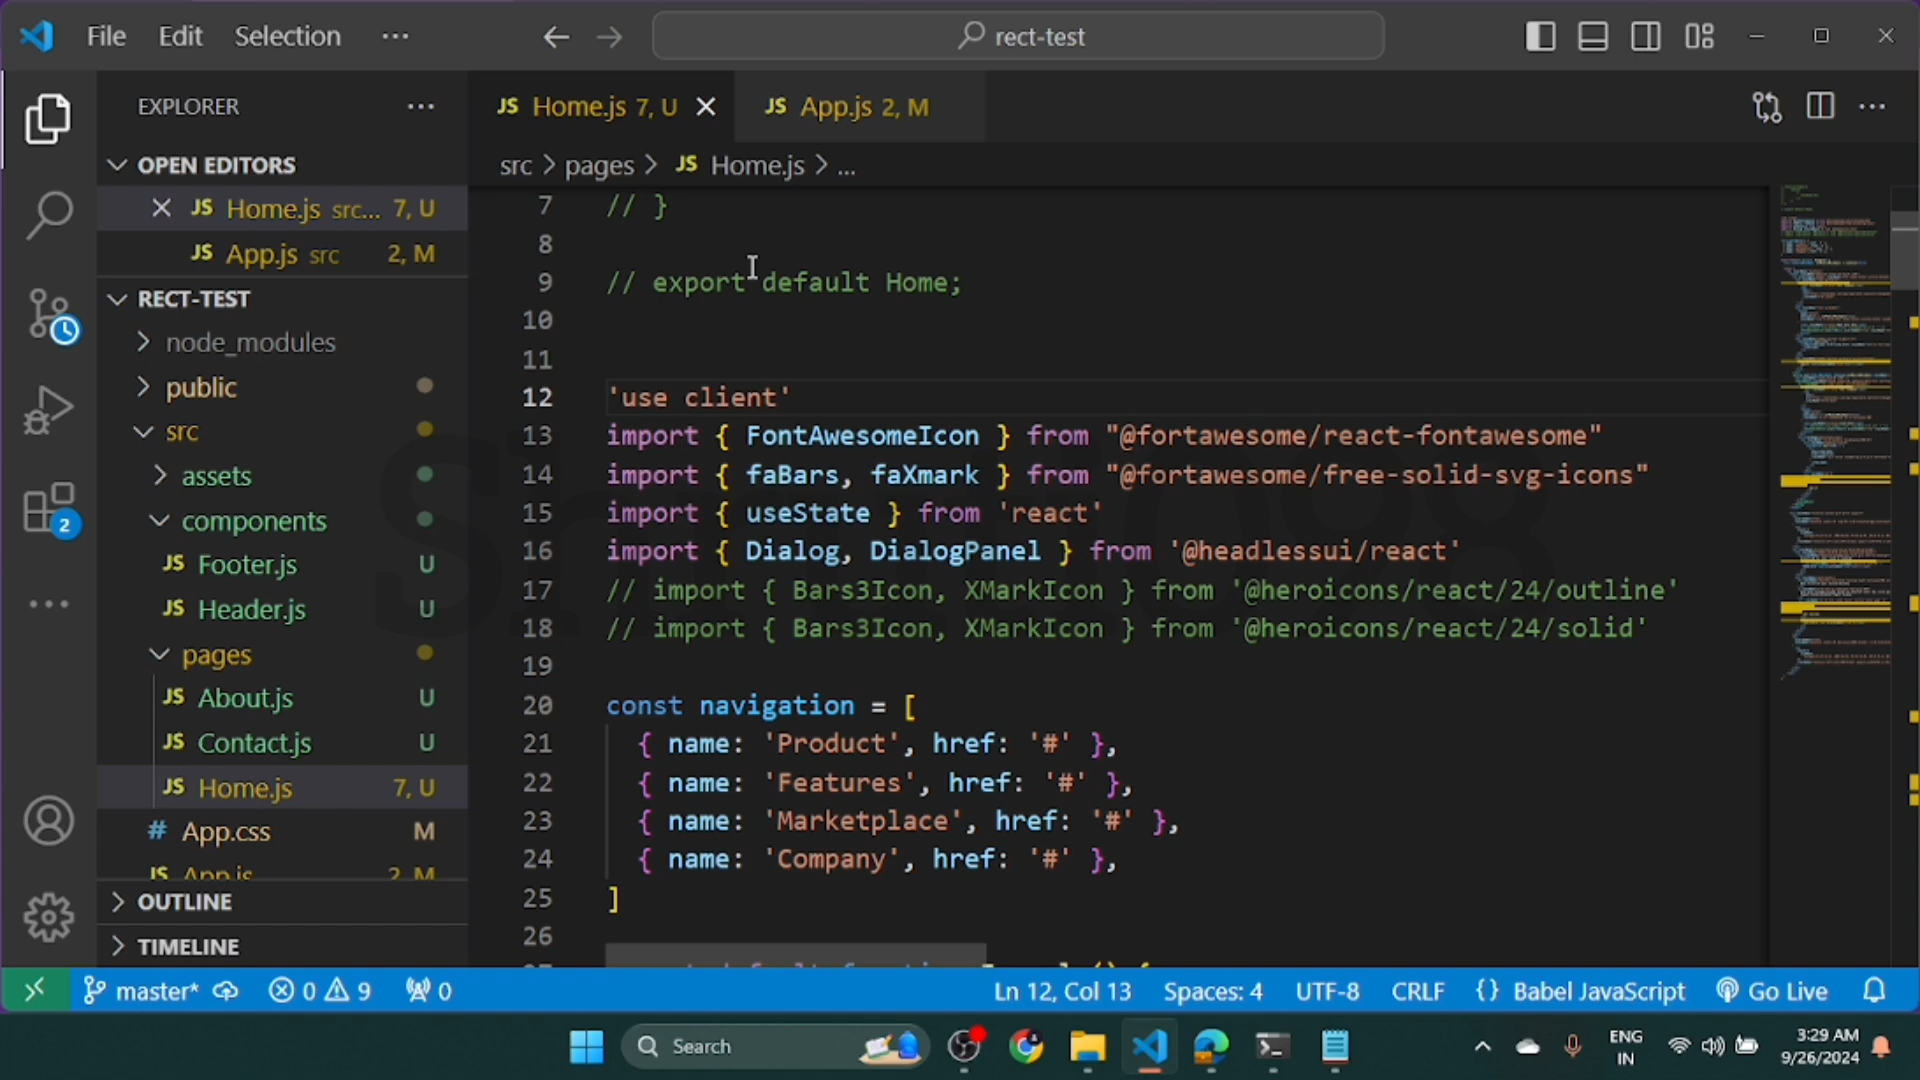 File Edit Selection ...
rect-test
EXPLORER ...
Home.js 7, U
App.js 2, M
OPEN EDITORS
Home.js src... 7, U
App.js src 2, M
RECT-TEST
node_modules
public
src
assets
components
Footer.js U
Header.js U
pages
About.js U
Contact.js U
Home.js 7, U
App.css M
App.js 2, M
OUTLINE
TIMELINE
src > pages > JS Home.js > ...
7 // }
8
9 // export default Home;
10
11
12 'use client'
13 import { FontAwesomeIcon } from "@fortawesome/react-fontawesome"
14 import { faBars, faXmark } from "@fortawesome/free-solid-svg-icons"
15 import { useState } from 'react'
16 import { Dialog, DialogPanel } from '@headlessui/react'
17 // import { Bars3Icon, XMarkIcon } from '@heroicons/react/24/outline'
18 // import { Bars3Icon, XMarkIcon } from '@heroicons/react/24/solid'
19
20 const navigation = [
21 { name: 'Product', href: '#' },
22 { name: 'Features', href: '#' },
23 { name: 'Marketplace', href: '#' },
24 { name: 'Company', href: '#' },
25 ]
26
2
master* 0 9 0
Ln 12, Col 13 Spaces: 4 UTF-8 CRLF {} Babel JavaScript Go Live
Search
ENG
IN
3:29 AM
9/26/2024